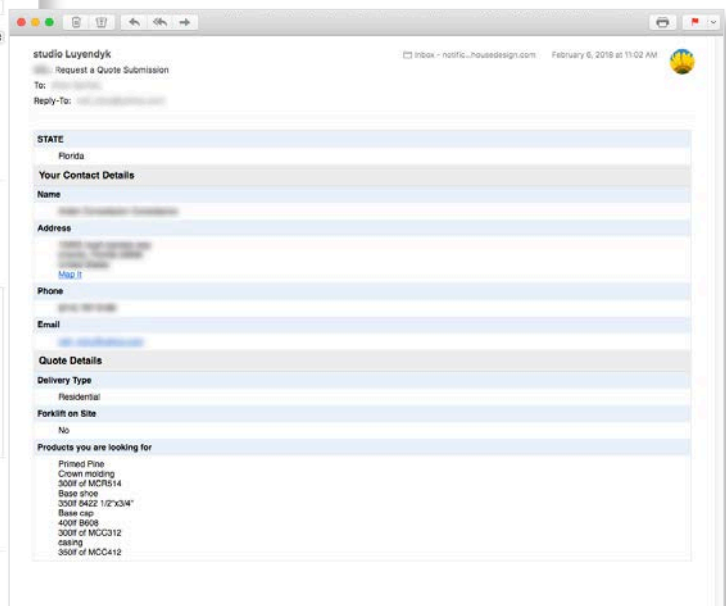 studio Luyendyk
Inbox - notific...housedesign.com
February 6, 2018 at 11:02 AM
Request a Quote Submission
To:
Reply-To:
STATE
Florida
Your Contact Details
Name
Address
Map It
Phone
Email
Quote Details
Delivery Type
Residential
Forklift on Site
No
Products you are looking for
Primed Pine
Crown molding
300lf of MCR514
Base shoe
350lf 8422 1/2"x3/4"
Base cap
400lf B608
300lf of MCC312
casing
350lf of MCC412